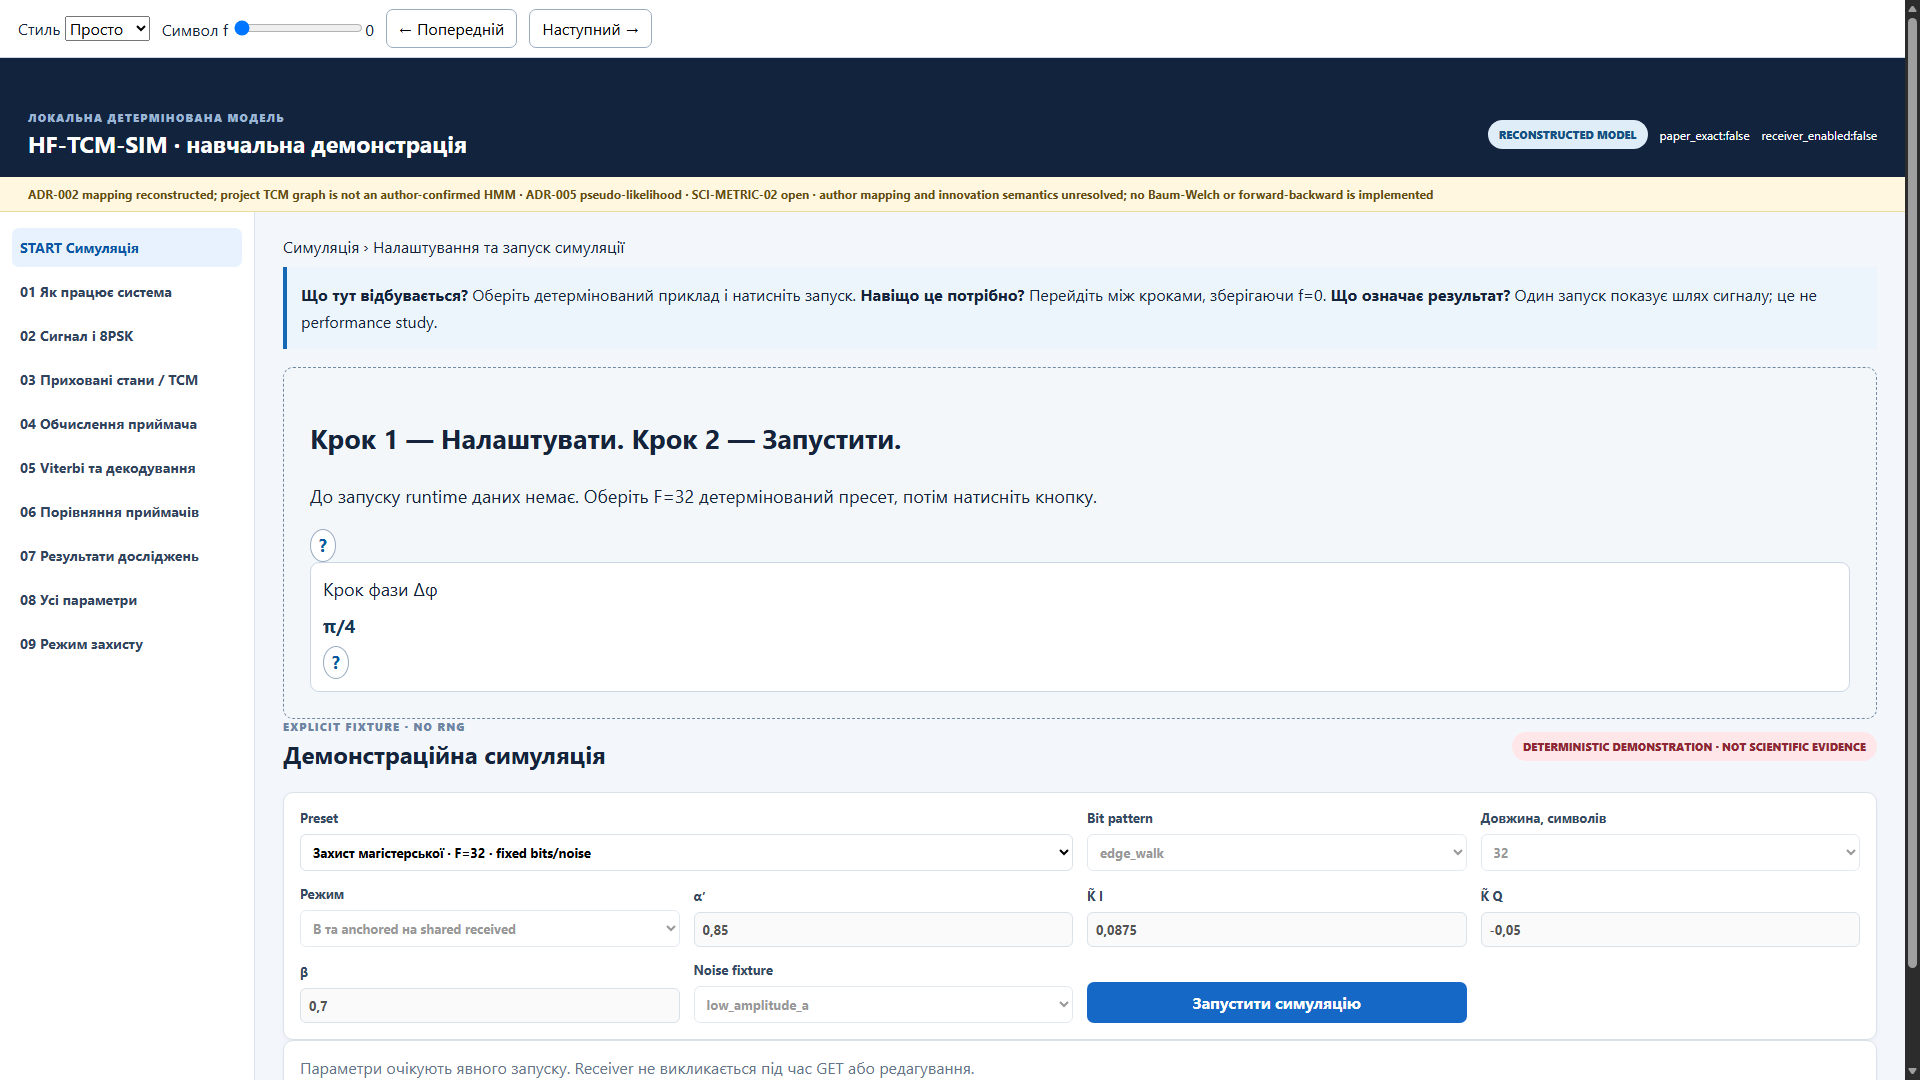 Стиль Просто Символ f 0 ← Попередній Наступний →
ЛОКАЛЬНА ДЕТЕРМІНОВАНА МОДЕЛЬ
HF-TCM-SIM · навчальна демонстрація
RECONSTRUCTED MODEL paper_exact:false receiver_enabled:false
ADR-002 mapping reconstructed; project TCM graph is not an author-confirmed HMM · ADR-005 pseudo-likelihood · SCI-METRIC-02 open · author mapping and innovation semantics unresolved; no Baum-Welch or forward-backward is implemented
START Симуляція
01 Як працює система
02 Сигнал і 8PSK
03 Приховані стани / TCM
04 Обчислення приймача
05 Viterbi та декодування
06 Порівняння приймачів
07 Результати досліджень
08 Усі параметри
09 Режим захисту
Симуляція › Налаштування та запуск симуляції
Що тут відбувається? Оберіть детермінований приклад і натисніть запуск. Навіщо це потрібно? Перейдіть між кроками, зберігаючи f=0. Що означає результат? Один запуск показує шлях сигналу; це не
performance study.
Крок 1 — Налаштувати. Крок 2 — Запустити.
До запуску runtime даних немає. Оберіть F=32 детермінований пресет, потім натисніть кнопку.
?
Крок фази Δφ
π/4
?
EXPLICIT FIXTURE · NO RNG
Демонстраційна симуляція
DETERMINISTIC DEMONSTRATION · NOT SCIENTIFIC EVIDENCE
Preset Bit pattern Довжина, символів
Захист магістерської · F=32 · fixed bits/noise edge_walk 32
Режим α′ K̃ I K̃ Q
B та anchored на shared received 0,85 0,0875 -0,05
β Noise fixture
0,7 low_amplitude_a Запустити симуляцію
Параметри очікують явного запуску. Receiver не викликається під час GET або редагування.